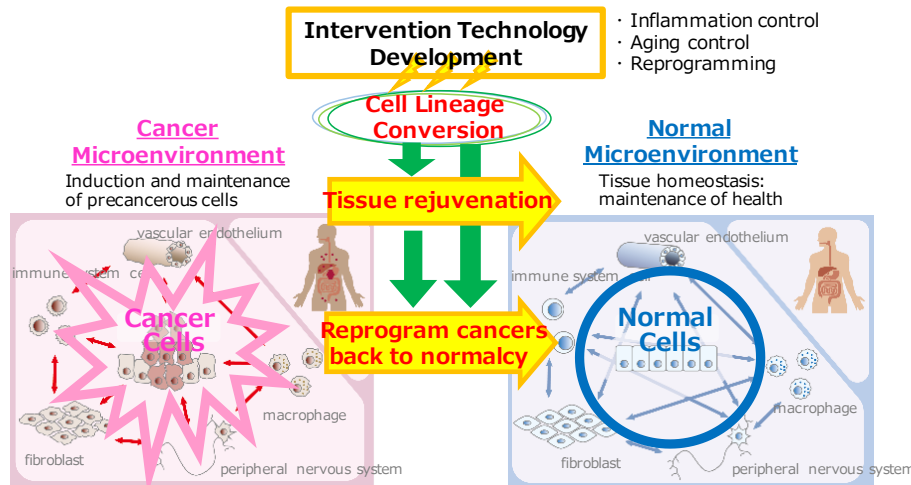 Intervention Technology
Development
· Inflammation control
· Aging control
· Reprogramming
Cell Lineage
Conversion
Cancer
Microenvironment
Induction and maintenance
of precancerous cells
Normal
Microenvironment
Tissue homeostasis:
maintenance of health
Tissue rejuvenation
Reprogram cancers
back to normalcy
vascular endothelium
immune system ce
Cancer
Cells
macrophage
fibroblast
peripheral nervous system
vascular endothelium
immune system cell
Normal
Cells
macrophage
fibroblast
peripheral nervous system